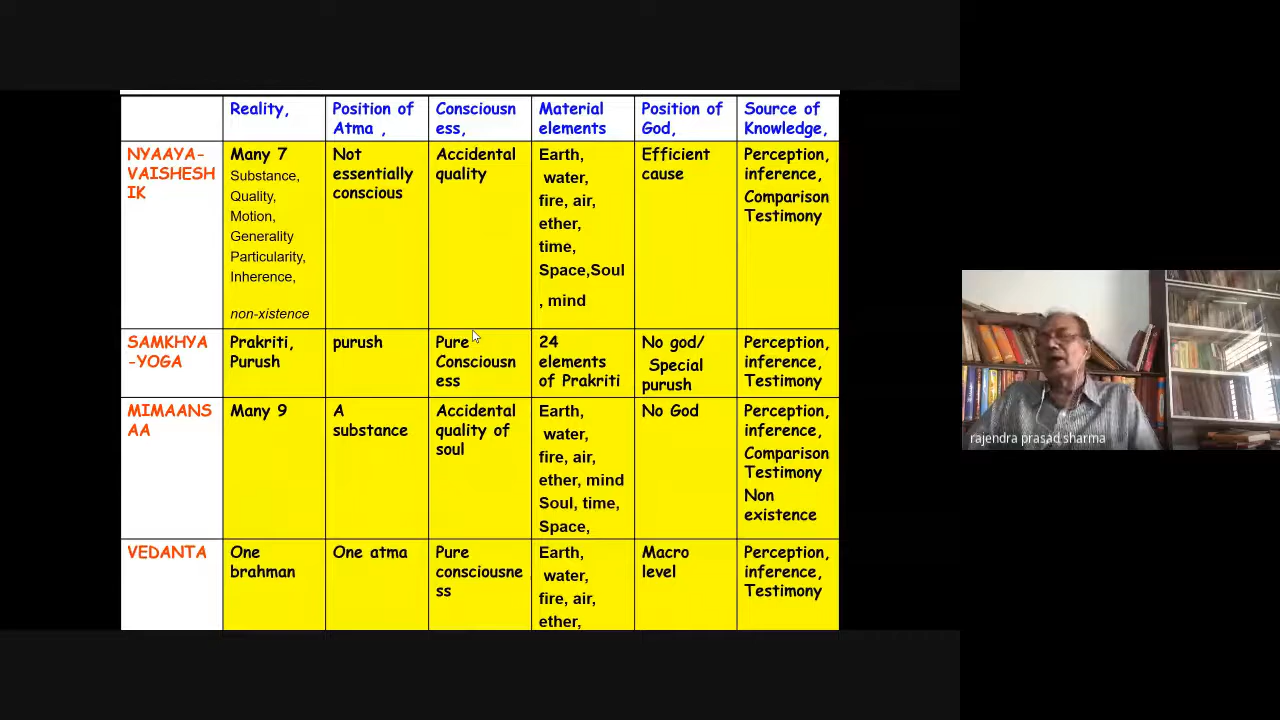 Reality,
Position of
Atma ,
Consciousn
ess,
Material
elements
Position of
God,
Source of
Knowledge,
NYAAYA-
VAISHESH
IK
Many 7
Substance,
Quality,
Motion,
Generality
Particularity,
Inherence,
non-xistence
Not
essentially
conscious
Accidental
quality
Earth,
water,
fire, air,
ether,
time,
Space,Soul
, mind
Efficient
cause
Perception,
inference,
Comparison
Testimony
SAMKHYA
-YOGA
Prakriti,
Purush
purush
Pure
Consciousn
ess
24
elements
of Prakriti
No god/
Special
purush
Perception,
inference,
Testimony
MIMAANS
AA
Many 9
A
substance
Accidental
quality of
soul
Earth,
water,
fire, air,
ether, mind
Soul, time,
Space,
No God
Perception,
inference,
Comparison
Testimony
Non
existence
VEDANTA
One
brahman
One atma
Pure
consciousne
ss
Earth,
water,
fire, air,
ether,
Macro
level
Perception,
inference,
Testimony
rajendra prasad sharma